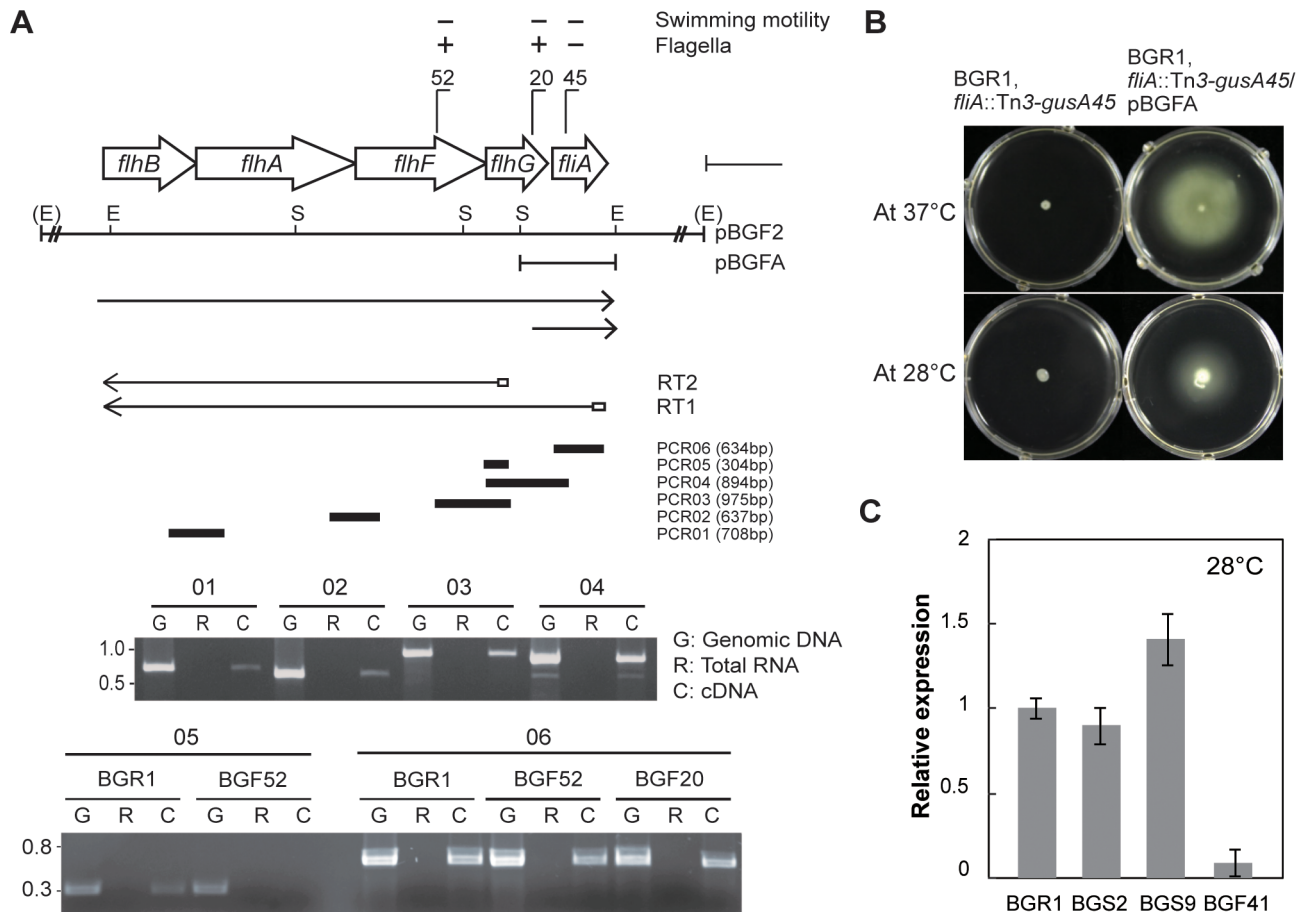 A
− − − Swimming motility
+ + − Flagella
52 20 45
flhB flhA flhF flhG fliA
(E) E S S S E (E)
pBGF2
pBGFA
RT2
RT1
PCR06 (634bp)
PCR05 (304bp)
PCR04 (894bp)
PCR03 (975bp)
PCR02 (637bp)
PCR01 (708bp)
01 02 03 04
G R C G R C G R C G R C
1.0
0.5
G: Genomic DNA
R: Total RNA
C: cDNA
05 06
BGR1 BGF52 BGR1 BGF52 BGF20
G R C G R C G R C G R C G R C
0.8
0.3
B
BGR1,
fliA::Tn3-gusA45
BGR1,
fliA::Tn3-gusA45/
pBGFA
At 37°C
At 28°C
C
28°C
Relative expression
2
1.5
1
0.5
0
BGR1 BGS2 BGS9 BGF41